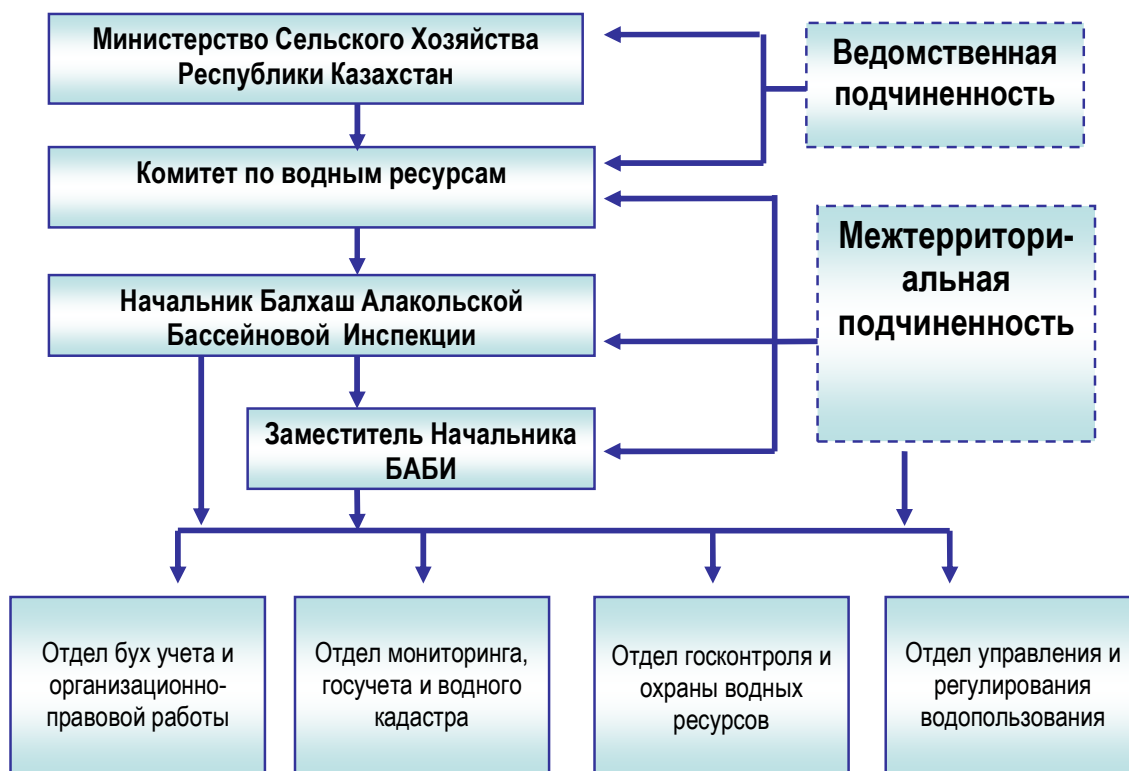 Министерство Сельского Хозяйства
Республики Казахстан
Ведомственная
подчиненность
Комитет по водным ресурсам
Межтерритори-
альная
подчиненность
Начальник Балхаш Алакольской
Бассейновой Инспекции
Заместитель Начальника
БАБИ
Отдел бух учета и
организационно-
правовой работы
Отдел мониторинга,
госучета и водного
кадастра
Отдел госконтроля и
охраны водных
ресурсов
Отдел управления и
регулирования
водопользования